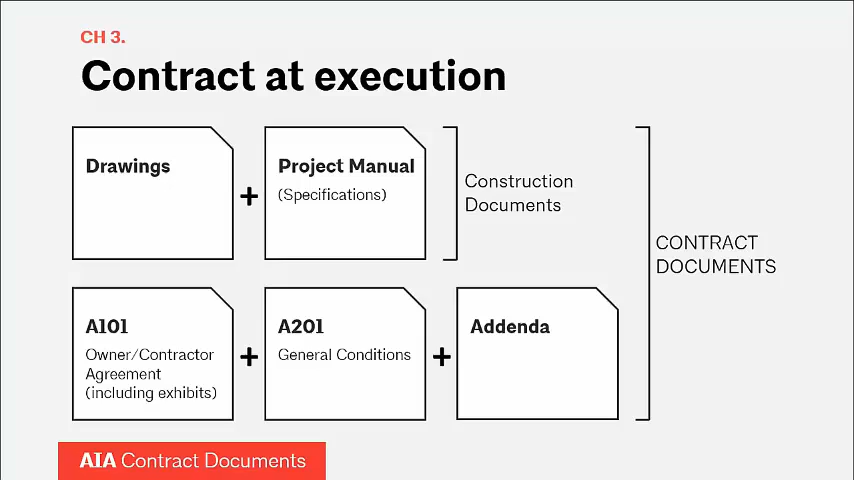 CH 3.
Contract at execution
Drawings
+
Project Manual
(Specifications)
Construction
Documents
CONTRACT
DOCUMENTS
A101
Owner/Contractor
Agreement
(including exhibits)
+
A201
General Conditions
+
Addenda
AIA Contract Documents